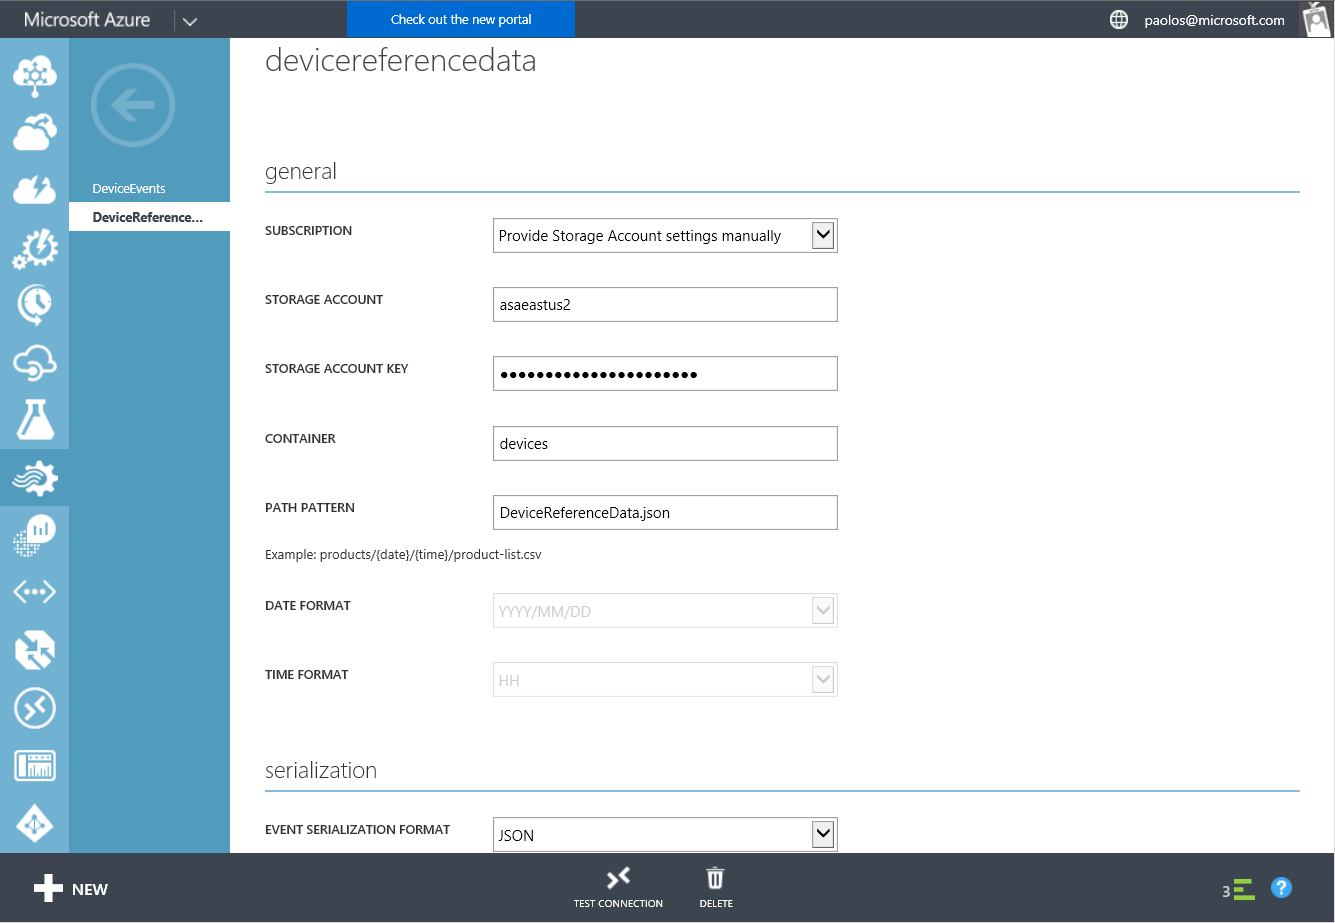 Microsoft Azure
Check out the new portal
paolos@microsoft.com
DeviceEvents
DeviceReference...
devicereferencedata
general
SUBSCRIPTION
Provide Storage Account settings manually
STORAGE ACCOUNT
asaeastus2
STORAGE ACCOUNT KEY
••••••••••••••••••••••
CONTAINER
devices
PATH PATTERN
DeviceReferenceData.json
Example: products/{date}/{time}/product-list.csv
DATE FORMAT
YYYY/MM/DD
TIME FORMAT
HH
serialization
EVENT SERIALIZATION FORMAT
JSON
NEW
TEST CONNECTION
DELETE
3
?